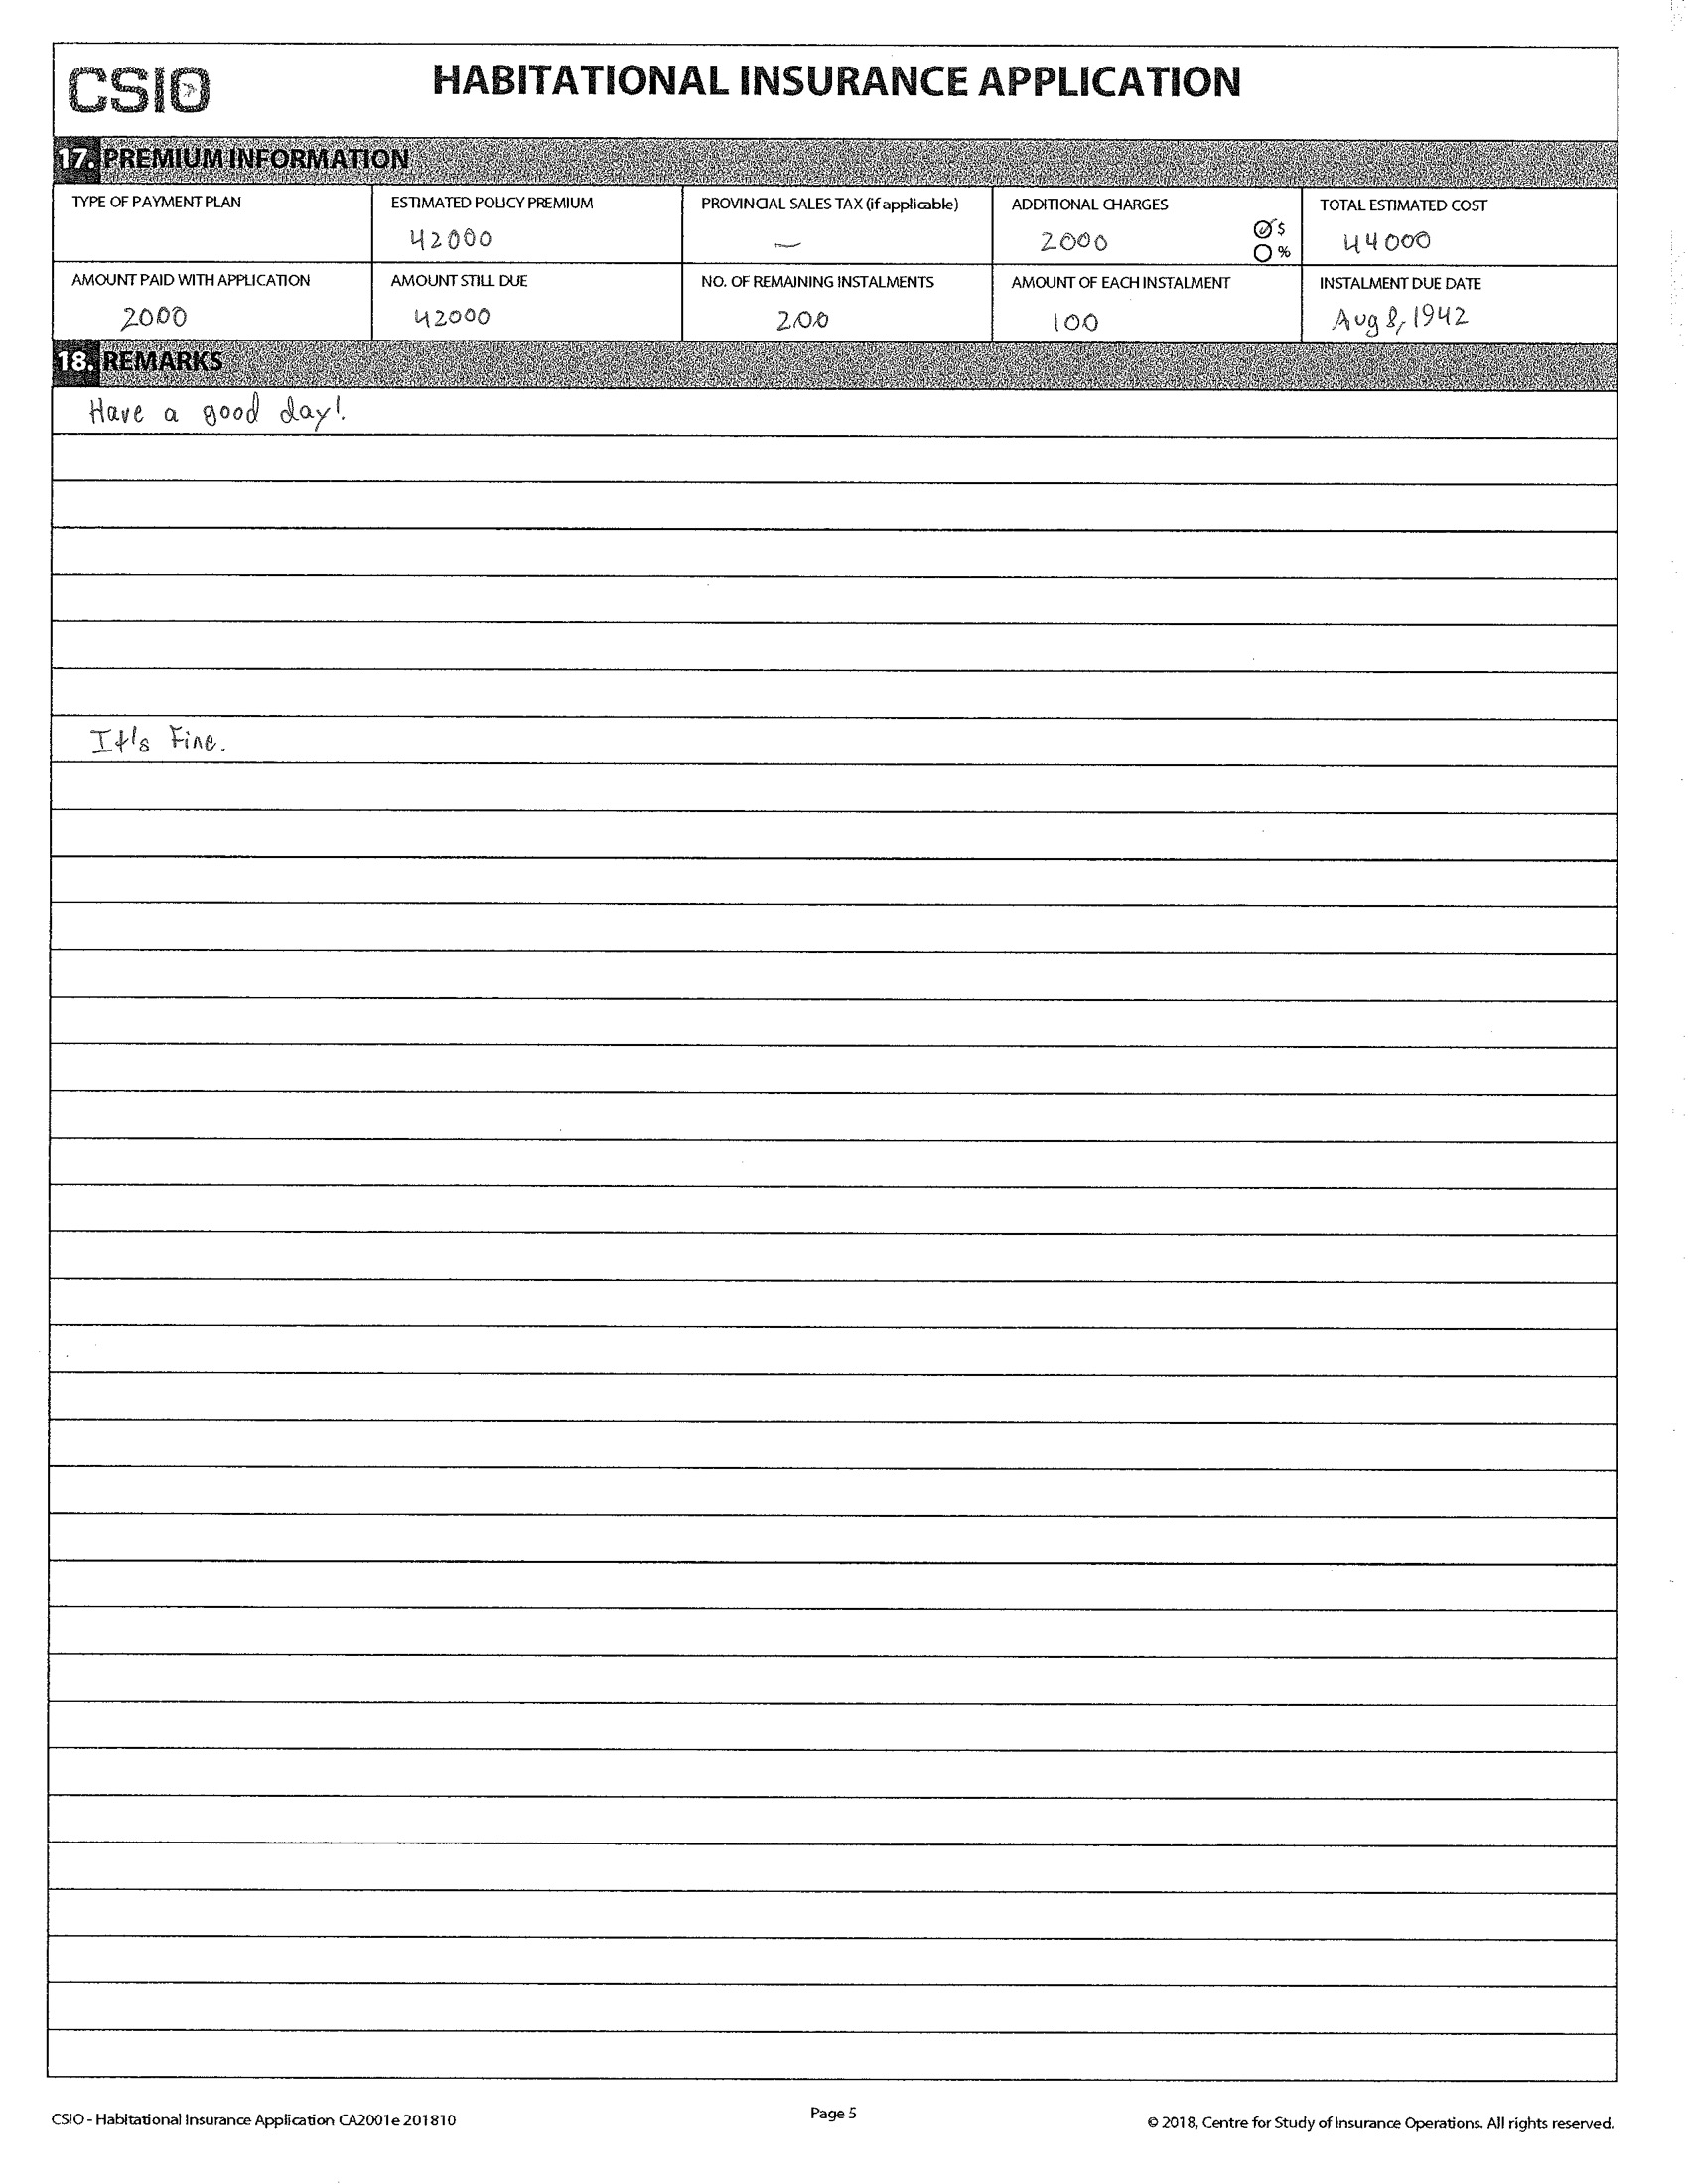 CSIO
HABITATIONAL INSURANCE APPLICATION
17. PREMIUM INFORMATION
TYPE OF PAYMENT PLAN
ESTIMATED POLICY PREMIUM
42000
PROVINCIAL SALES TAX (if applicable)
—
ADDITIONAL CHARGES
2000
$
%
TOTAL ESTIMATED COST
44000
AMOUNT PAID WITH APPLICATION
2000
AMOUNT STILL DUE
42000
NO. OF REMAINING INSTALMENTS
200
AMOUNT OF EACH INSTALMENT
100
INSTALMENT DUE DATE
Aug 8, 1942
18. REMARKS
Have a good day!
It's Fine.
CSIO - Habitational Insurance Application CA2001e 201810
Page 5
© 2018, Centre for Study of Insurance Operations. All rights reserved.